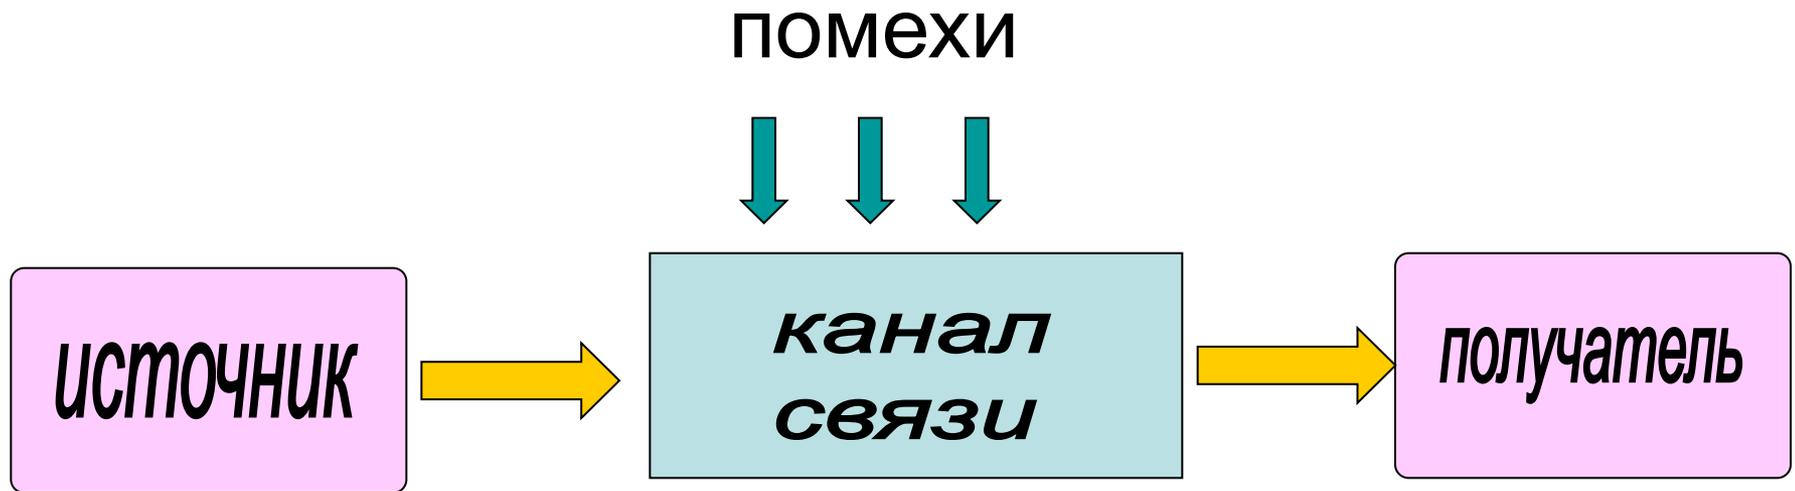 помехи
источник
канал
связи
получатель